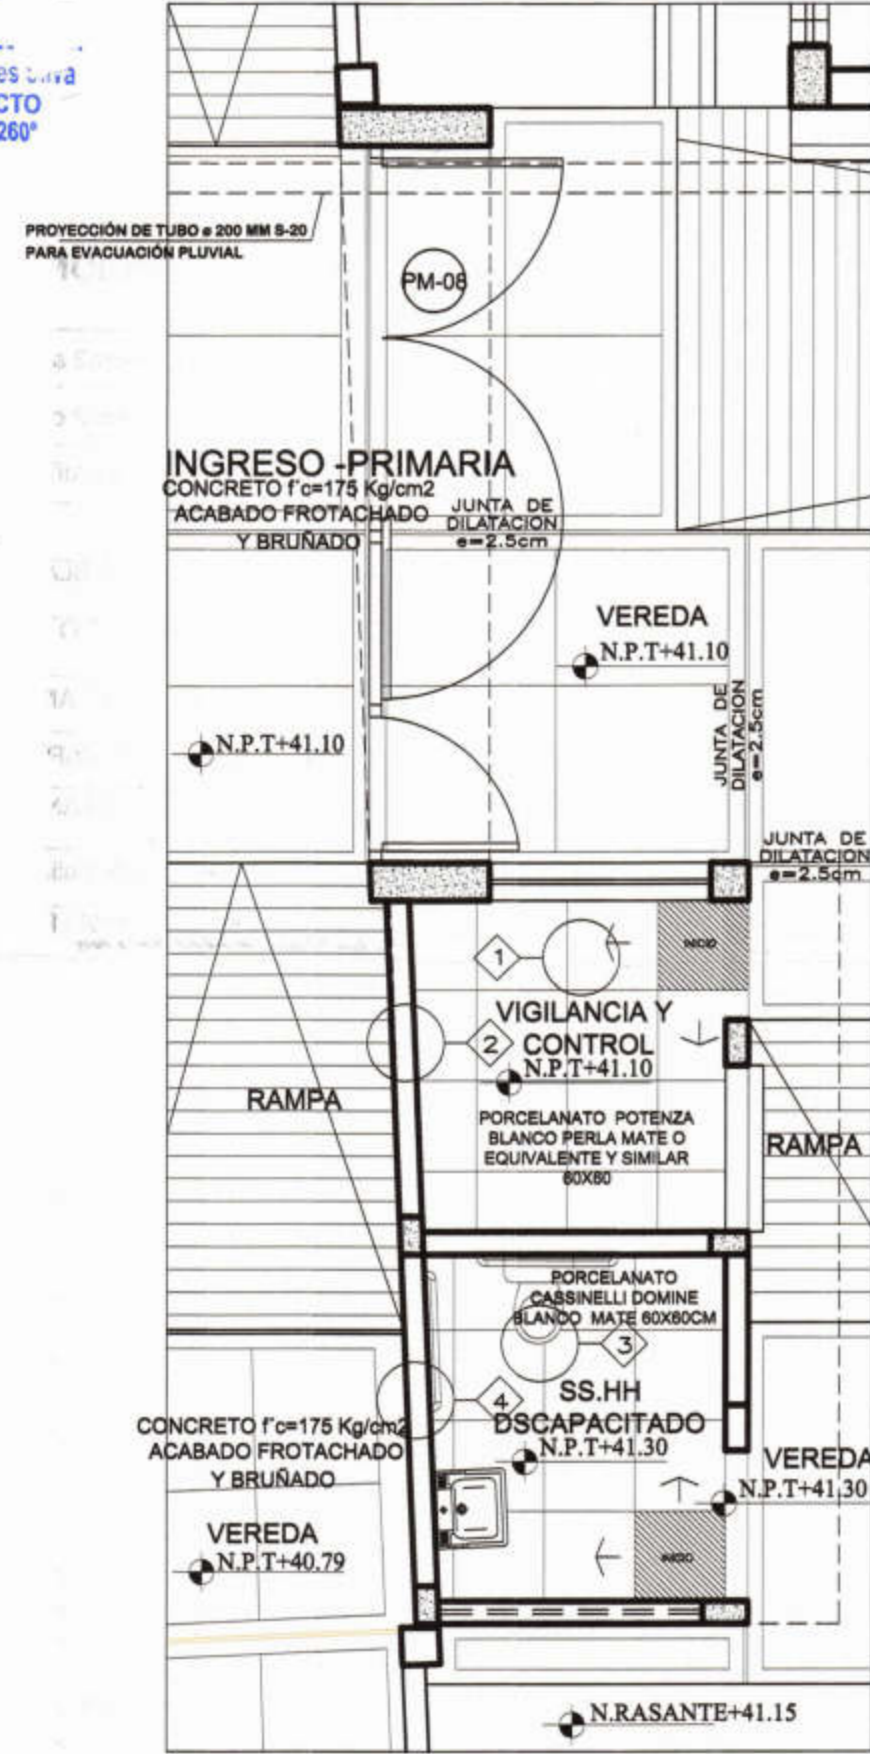 CTO
260°
PROYECCIÓN DE TUBO ø 200 MM S-20
PARA EVACUACIÓN PLUVIAL
PM-08
INGRESO -PRIMARIA
CONCRETO f'c=175 Kg/cm2
ACABADO FROTACHADO
Y BRUÑADO
JUNTA DE
DILATACION
e=2.5cm
VEREDA
N.P.T+41.10
JUNTA DE
DILATACION
e=2.5cm
N.P.T+41.10
JUNTA DE
DILATACION
e=2.5cm
INICIO
1
VIGILANCIA Y
CONTROL
N.P.T+41.10
2
RAMPA
PORCELANATO POTENZA
BLANCO PERLA MATE O
EQUIVALENTE Y SIMILAR
60X60
RAMPA
PORCELANATO
CASSINELLI DOMINE
BLANCO MATE 60X60CM
3
SS.HH
DSCAPACITADO
N.P.T+41.30
4
CONCRETO f'c=175 Kg/cm2
ACABADO FROTACHADO
Y BRUÑADO
VEREDA
N.P.T+41.30
VEREDA
N.P.T+40.79
INICIO
N.RASANTE+41.15